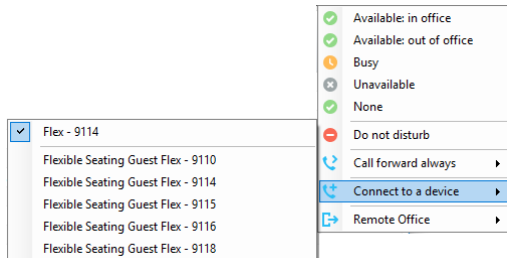 Available: in office
Available: out of office
Busy
Unavailable
None
Do not disturb
Call forward always
Connect to a device
Remote Office
Flex - 9114
Flexible Seating Guest Flex - 9110
Flexible Seating Guest Flex - 9114
Flexible Seating Guest Flex - 9115
Flexible Seating Guest Flex - 9116
Flexible Seating Guest Flex - 9118